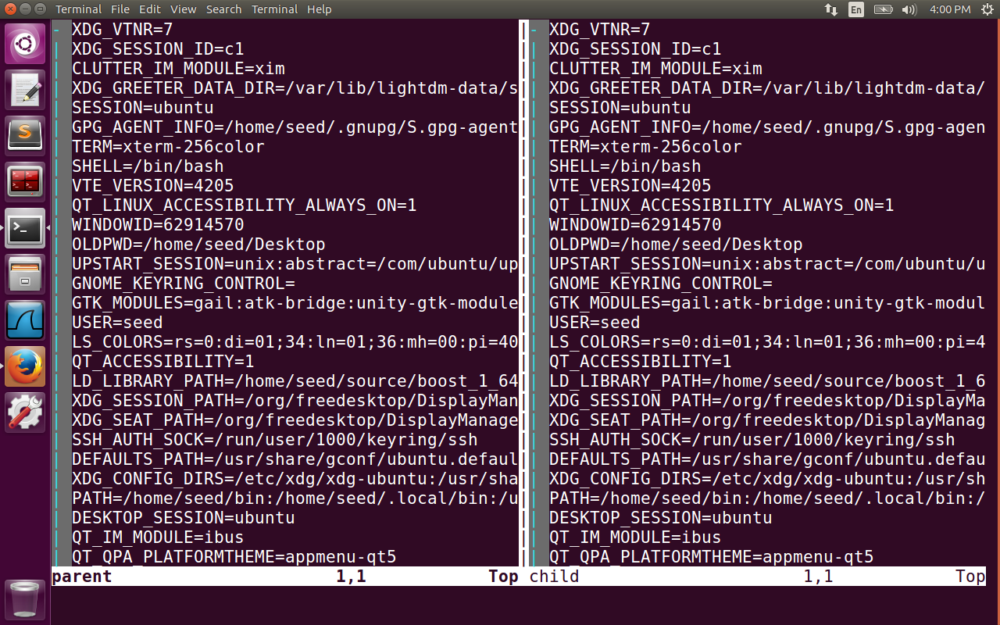 Terminal File Edit View Search Terminal Help En 4:00 PM
- XDG_VTNR=7
| XDG_SESSION_ID=c1
| CLUTTER_IM_MODULE=xim
| XDG_GREETER_DATA_DIR=/var/lib/lightdm-data/s
| SESSION=ubuntu
| GPG_AGENT_INFO=/home/seed/.gnupg/S.gpg-agent
| TERM=xterm-256color
| SHELL=/bin/bash
| VTE_VERSION=4205
| QT_LINUX_ACCESSIBILITY_ALWAYS_ON=1
| WINDOWID=62914570
| OLDPWD=/home/seed/Desktop
| UPSTART_SESSION=unix:abstract=/com/ubuntu/up
| GNOME_KEYRING_CONTROL=
| GTK_MODULES=gail:atk-bridge:unity-gtk-module
| USER=seed
| LS_COLORS=rs=0:di=01;34:ln=01;36:mh=00:pi=40
| QT_ACCESSIBILITY=1
| LD_LIBRARY_PATH=/home/seed/source/boost_1_64
| XDG_SESSION_PATH=/org/freedesktop/DisplayMan
| XDG_SEAT_PATH=/org/freedesktop/DisplayManage
| SSH_AUTH_SOCK=/run/user/1000/keyring/ssh
| DEFAULTS_PATH=/usr/share/gconf/ubuntu.defaul
| XDG_CONFIG_DIRS=/etc/xdg/xdg-ubuntu:/usr/sha
| PATH=/home/seed/bin:/home/seed/.local/bin:/u
| DESKTOP_SESSION=ubuntu
| QT_IM_MODULE=ibus
| QT_QPA_PLATFORMTHEME=appmenu-qt5
parent 1,1 Top
- XDG_VTNR=7
| XDG_SESSION_ID=c1
| CLUTTER_IM_MODULE=xim
| XDG_GREETER_DATA_DIR=/var/lib/lightdm-data/
| SESSION=ubuntu
| GPG_AGENT_INFO=/home/seed/.gnupg/S.gpg-agen
| TERM=xterm-256color
| SHELL=/bin/bash
| VTE_VERSION=4205
| QT_LINUX_ACCESSIBILITY_ALWAYS_ON=1
| WINDOWID=62914570
| OLDPWD=/home/seed/Desktop
| UPSTART_SESSION=unix:abstract=/com/ubuntu/u
| GNOME_KEYRING_CONTROL=
| GTK_MODULES=gail:atk-bridge:unity-gtk-modul
| USER=seed
| LS_COLORS=rs=0:di=01;34:ln=01;36:mh=00:pi=4
| QT_ACCESSIBILITY=1
| LD_LIBRARY_PATH=/home/seed/source/boost_1_6
| XDG_SESSION_PATH=/org/freedesktop/DisplayMa
| XDG_SEAT_PATH=/org/freedesktop/DisplayManag
| SSH_AUTH_SOCK=/run/user/1000/keyring/ssh
| DEFAULTS_PATH=/usr/share/gconf/ubuntu.defau
| XDG_CONFIG_DIRS=/etc/xdg/xdg-ubuntu:/usr/sh
| PATH=/home/seed/bin:/home/seed/.local/bin:/
| DESKTOP_SESSION=ubuntu
| QT_IM_MODULE=ibus
| QT_QPA_PLATFORMTHEME=appmenu-qt5
child 1,1 Top